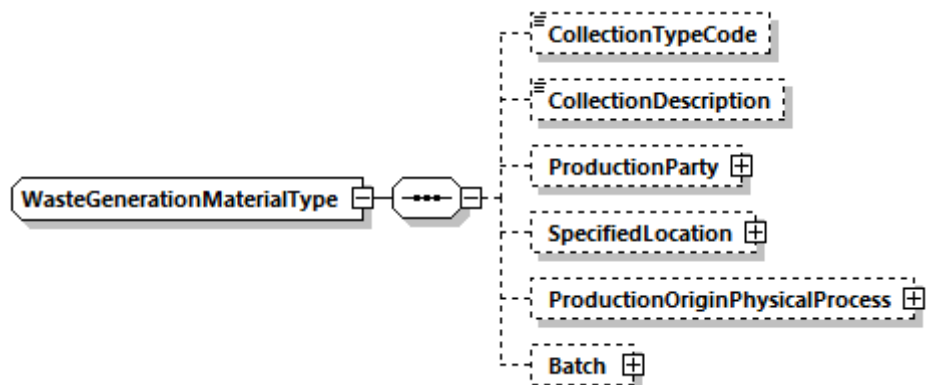 CollectionTypeCode
CollectionDescription
ProductionParty
WasteGenerationMaterialType
SpecifiedLocation
ProductionOriginPhysicalProcess
Batch